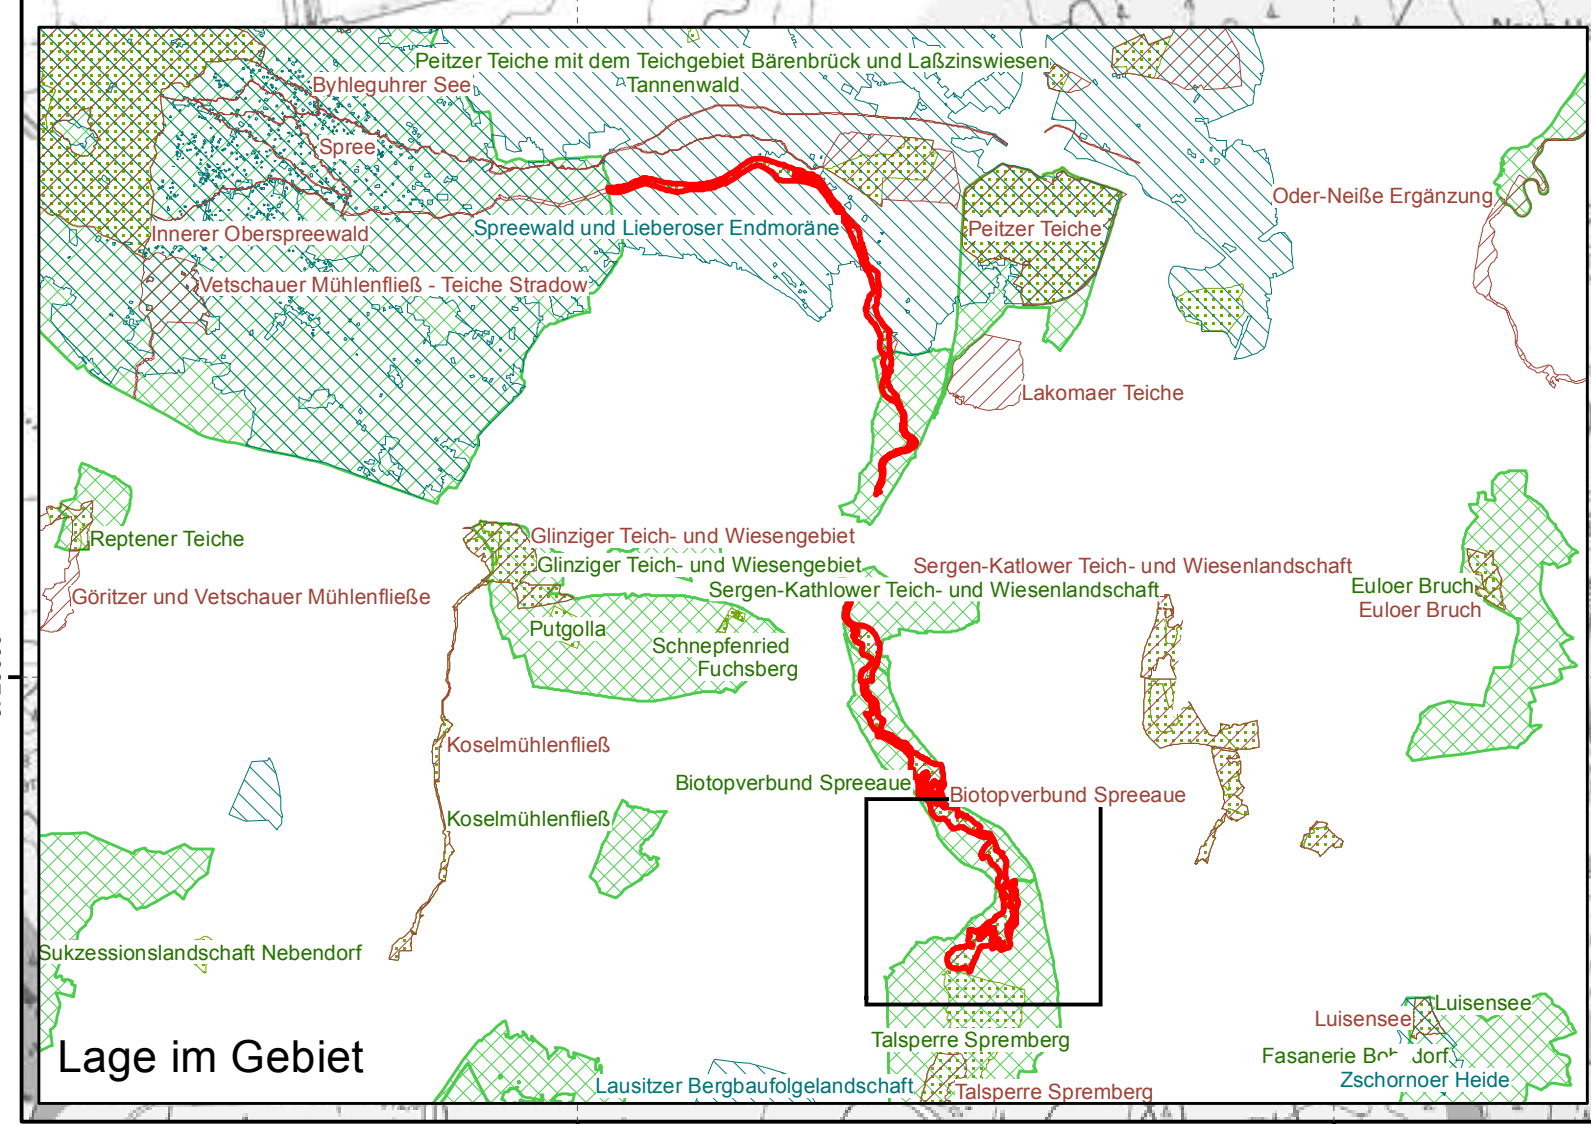 Peitzer Teiche mit dem Teichgebiet Bärenbrück und Laßzinswiesen
Tannenwald
Byhleguhrer See
Spree
Oder-Neiße Ergänzung
Innerer Oberspreewald
Spreewald und Lieberoser Endmoräne
Peitzer Teiche
Vetschauer Mühlenfließ - Teiche Stradow
Lakomaer Teiche
Reptener Teiche
Glinziger Teich- und Wiesengebiet
Glinziger Teich- und Wiesengebiet
Sergen-Katlower Teich- und Wiesenlandschaft
Sergen-Kathlower Teich- und Wiesenlandschaft
Euloer Bruch
Göritzer und Vetschauer Mühlenfließe
Euloer Bruch
Putgolla
Schnepfenried
Fuchsberg
Koselmühlenfließ
Biotopverbund Spreeaue
Biotopverbund Spreeaue
Koselmühlenfließ
Sukzessionslandschaft Nebendorf
Luisensee
Luisensee
Talsperre Spremberg
Fasanerie
Lage im Gebiet
Zschornoer Heide
Lausitzer Bergbaufolgelandschaft
Talsperre Spremberg